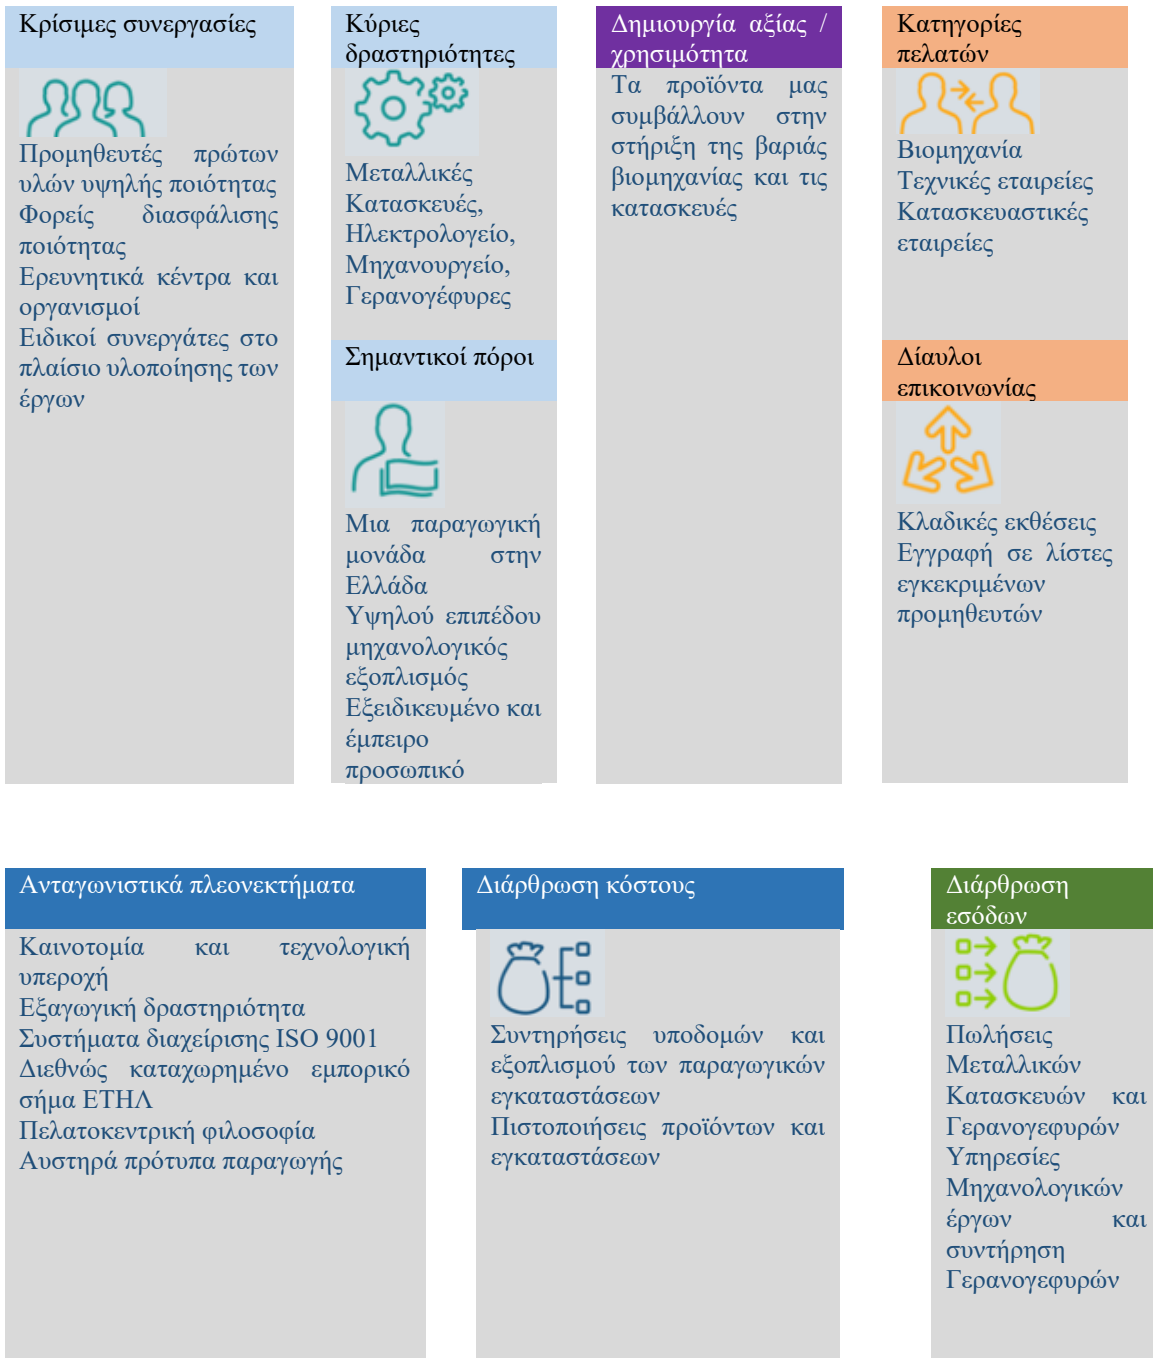 Κρίσιμες συνεργασίες
Προμηθευτές πρώτων
υλών υψηλής ποιότητας
Φορείς διασφάλισης
ποιότητας
Ερευνητικά κέντρα και
οργανισμοί
Ειδικοί συνεργάτες στο
πλαίσιο υλοποίησης των
έργων
Κύριες
δραστηριότητες
Μεταλλικές
Κατασκευές,
Ηλεκτρολογείο,
Μηχανουργείο,
Γερανογέφυρες
Σημαντικοί πόροι
Μια παραγωγική
μονάδα στην
Ελλάδα
Υψηλού επιπέδου
μηχανολογικός
εξοπλισμός
Εξειδικευμένο και
έμπειρο
προσωπικό
Δημιουργία αξίας /
χρησιμότητα
Τα προϊόντα μας
συμβάλλουν στην
στήριξη της βαριάς
βιομηχανίας και τις
κατασκευές
Κατηγορίες
πελατών
Βιομηχανία
Τεχνικές εταιρείες
Κατασκευαστικές
εταιρείες
Δίαυλοι
επικοινωνίας
Κλαδικές εκθέσεις
Εγγραφή σε λίστες
εγκεκριμένων
προμηθευτών
Ανταγωνιστικά πλεονεκτήματα
Καινοτομία και τεχνολογική
υπεροχή
Εξαγωγική δραστηριότητα
Συστήματα διαχείρισης ISO 9001
Διεθνώς καταχωρημένο εμπορικό
σήμα ΕΤΗΛ
Πελατοκεντρική φιλοσοφία
Αυστηρά πρότυπα παραγωγής
Διάρθρωση κόστους
Συντηρήσεις υποδομών και
εξοπλισμού των παραγωγικών
εγκαταστάσεων
Πιστοποιήσεις προϊόντων και
εγκαταστάσεων
Διάρθρωση
εσόδων
Πωλήσεις
Μεταλλικών
Κατασκευών και
Γερανογεφυρών
Υπηρεσίες
Μηχανολογικών
έργων και
συντήρηση
Γερανογεφυρών